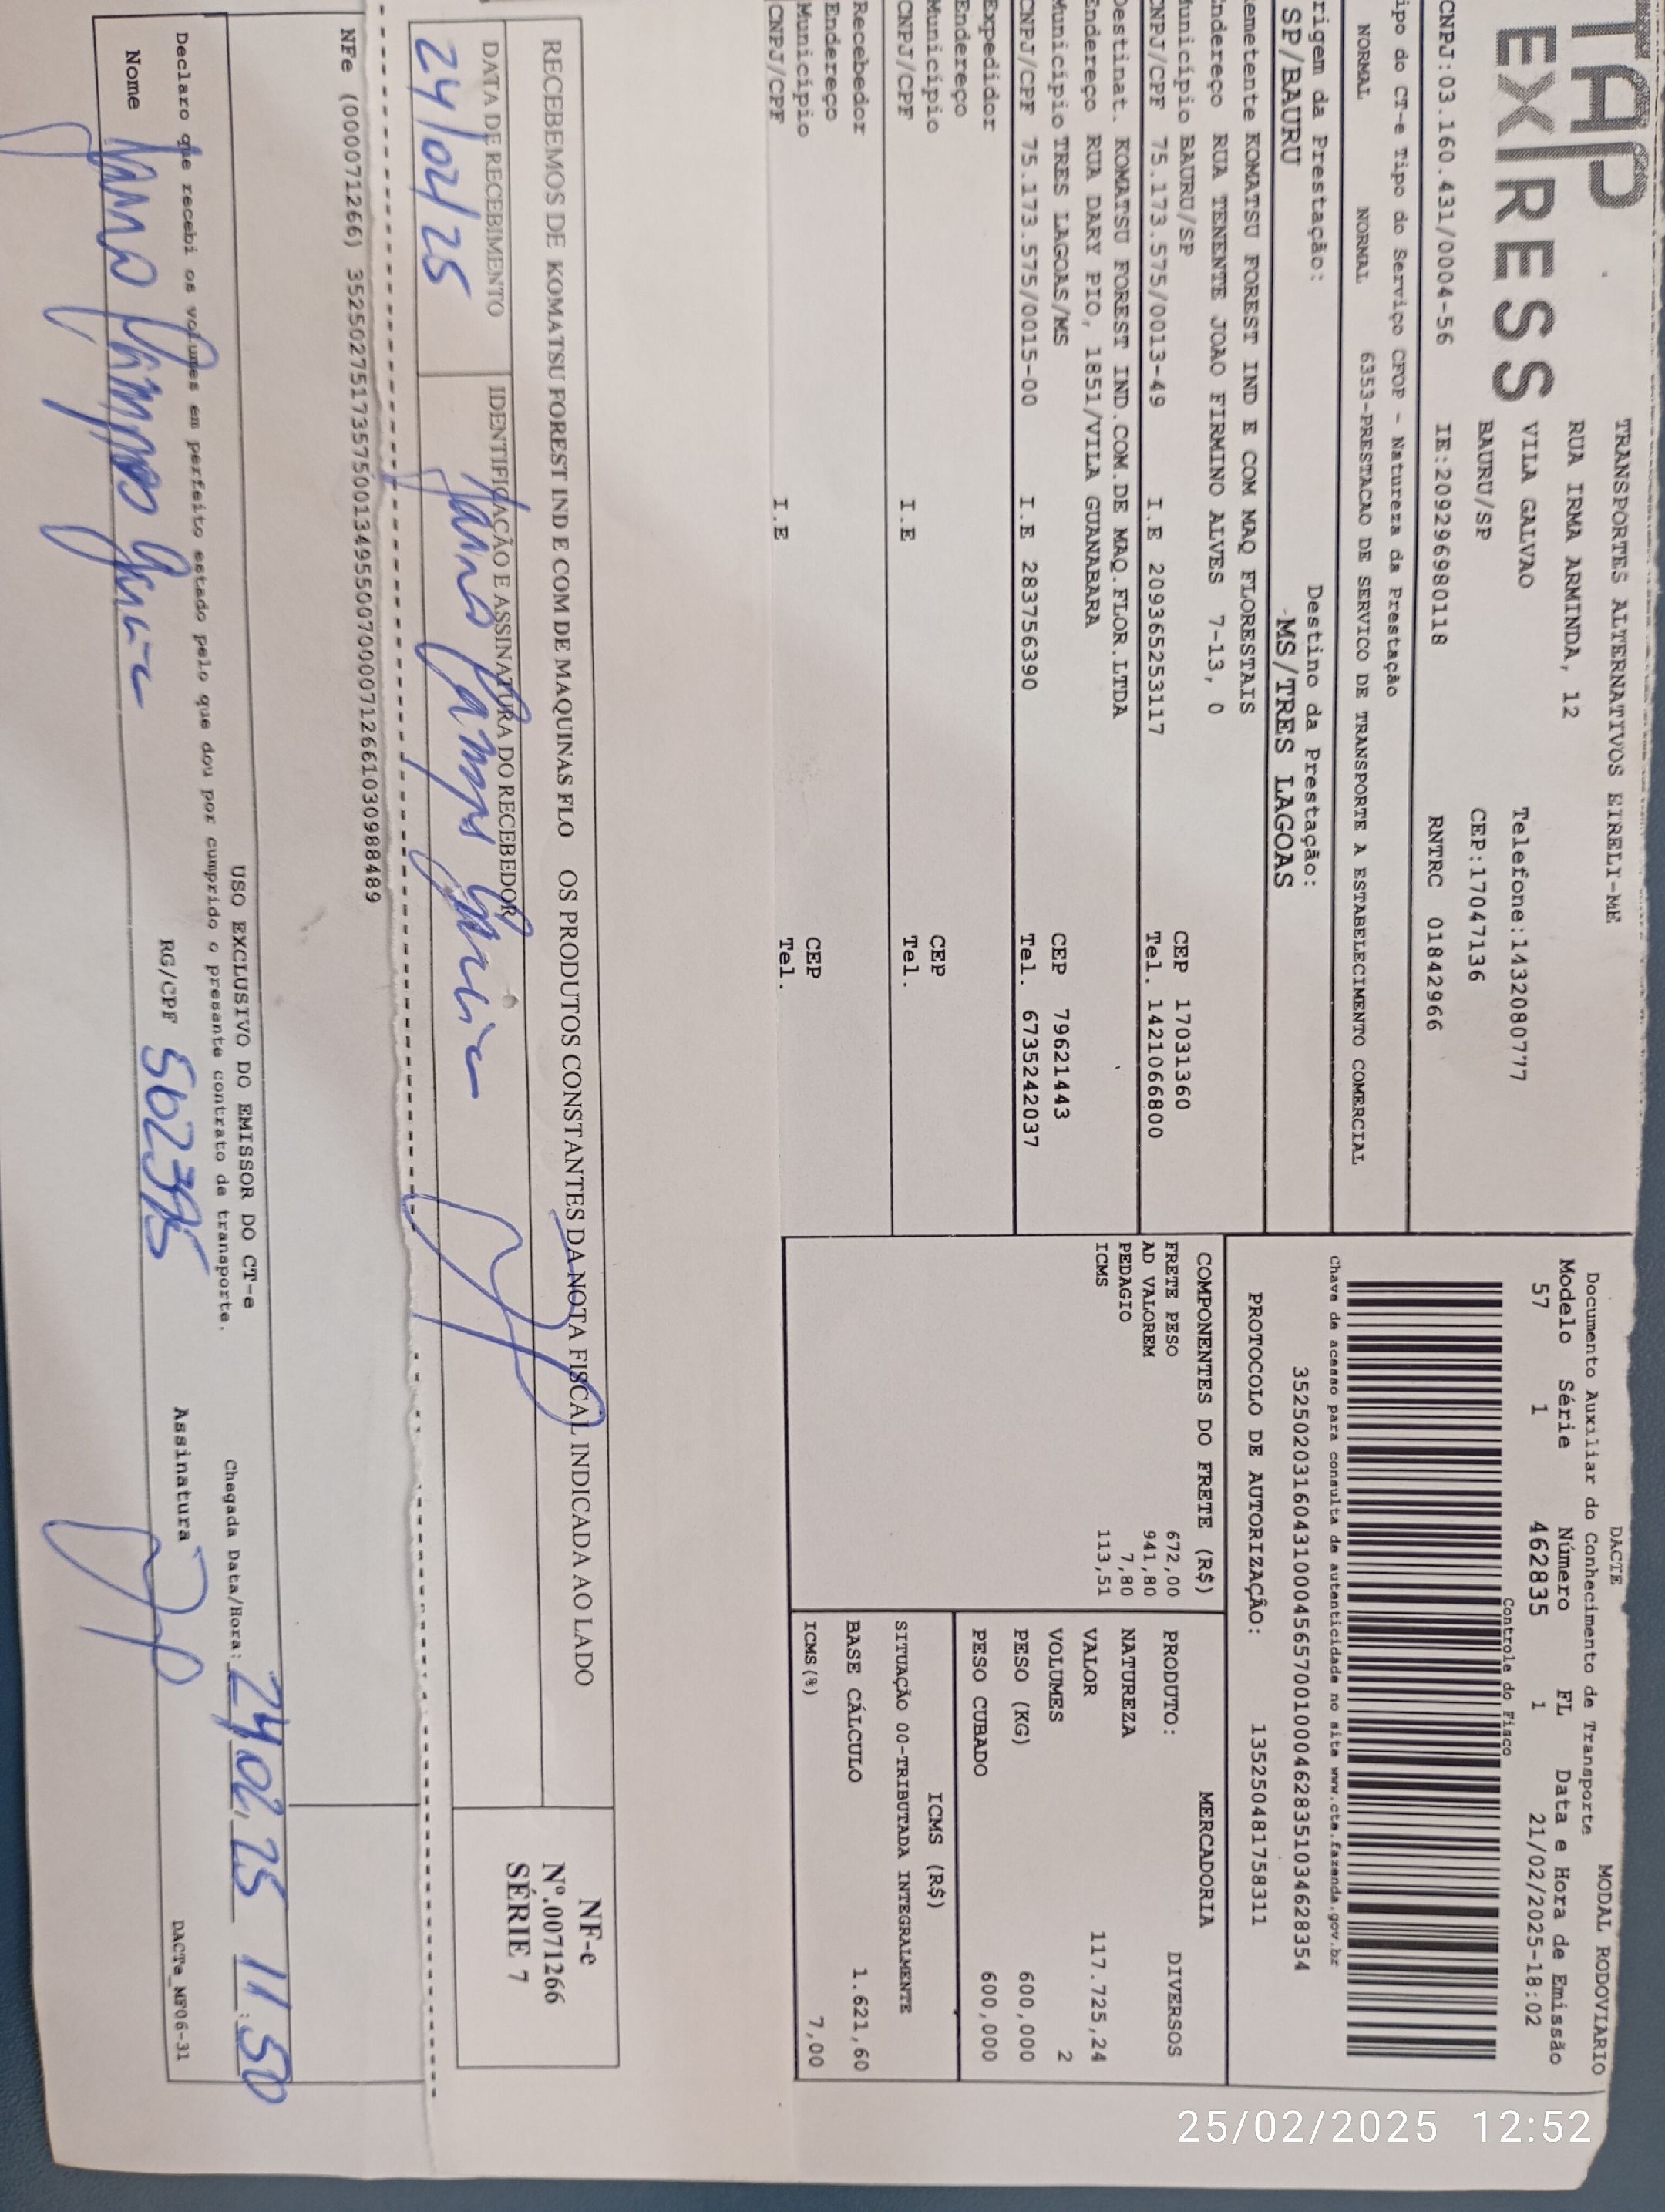 TAP
EXPRESS
TRANSPORTES ALTERNATIVOS EIRELI-ME
RUA IRMA ARMINDA, 12
VILA GALVAO
Telefone:1432080777
BAURU/SP
CEP:17047136
CNPJ:03.160.431/0004-56 IE:209296980118 RNTRC 01842966
DACTE MODAL RODOVIARIO
Documento Auxiliar do Conhecimento de Transporte
Modelo Série Número FL Data e Hora de Emissão
57 1 462835 1 21/02/2025-18:02
Controle do Fisco
Chave de acesso para consulta de autenticidade no site www.cte.fazenda.gov.br
35250203160431000456570010004628351034628354
PROTOCOLO DE AUTORIZAÇÃO: 135250481758311
ipo do CT-e Tipo do Serviço CFOP - Natureza da Prestação
NORMAL NORMAL 6353-PRESTACAO DE SERVICO DE TRANSPORTE A ESTABELECIMENTO COMERCIAL
rigem da Prestação: Destino da Prestação:
SP/BAURU MS/TRES LAGOAS
emetente KOMATSU FOREST IND E COM MAQ FLORESTAIS
ndereço RUA TENENTE JOAO FIRMINO ALVES 7-13, 0
unicípio BAURU/SP CEP 17031360
CNPJ/CPF 75.173.575/0013-49 I.E 209365253117 Tel. 1421066800
Destinat. KOMATSU FOREST IND.COM.DE MAQ.FLOR.LTDA
Endereço RUA DARY PIO, 1851/VILA GUANABARA
Município TRES LAGOAS/MS CEP 79621443
CNPJ/CPF 75.173.575/0015-00 I.E 283756390 Tel. 6735242037
Expedidor
Endereço
Município CEP
CNPJ/CPF I.E Tel.
Recebedor
Endereço
Município CEP
CNPJ/CPF I.E Tel.
COMPONENTES DO FRETE (R$)
FRETE PESO 672,00
AD VALOREM 941,80
PEDAGIO 7,80
ICMS 113,51
MERCADORIA
PRODUTO: DIVERSOS
NATUREZA
VALOR 117.725,24
VOLUMES 2
PESO (KG) 600,000
PESO CUBADO 600,000
ICMS (R$)
SITUAÇÃO 00-TRIBUTADA INTEGRALMENTE
BASE CÁLCULO 1.621,60
ICMS(%) 7,00
RECEBEMOS DE KOMATSU FOREST IND E COM DE MAQUINAS FLO OS PRODUTOS CONSTANTES DA NOTA FISCAL INDICADA AO LADO
DATA DE RECEBIMENTO IDENTIFICAÇÃO E ASSINATURA DO RECEBEDOR
24/02/25
NF-e
Nº.0071266
SÉRIE 7
NFe (000071266) 35250275173575001349550070000712661030988489
USO EXCLUSIVO DO EMISSOR DO CT-e
Declaro que recebi os volumes em perfeito estado pelo que dou por cumprido o presente contrato de transporte.
Chegada Data/Hora: 24 02, 25 11:50
Nome RG/CPF Assinatura
DACTe_MF06-31
25/02/2025 12:52